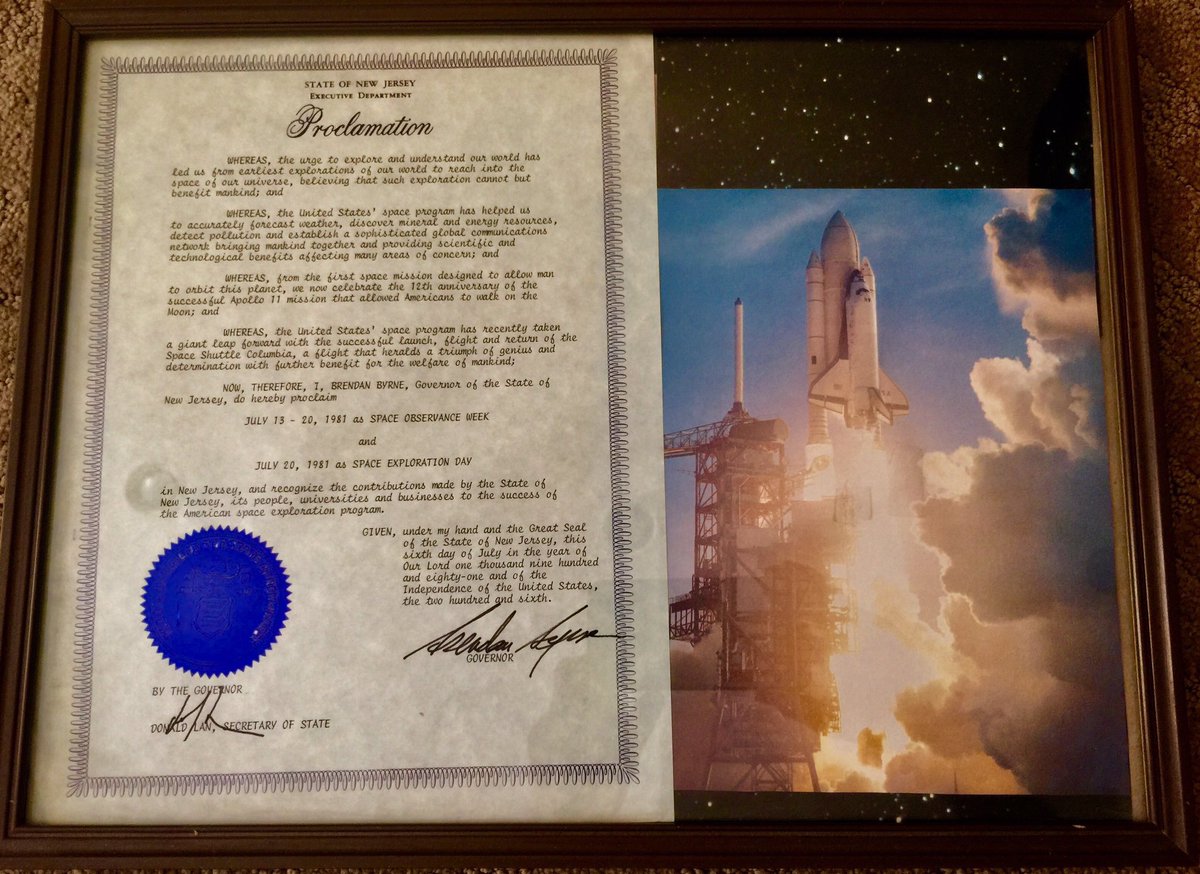 STATE OF NEW JERSEY
EXECUTIVE DEPARTMENT
Proclamation
WHEREAS, the urge to explore and understand our world has
led us from earliest explorations of our world to reach into the
space of our universe, believing that such exploration cannot but
benefit mankind; and
WHEREAS, the United States' space program has helped us
to accurately forecast weather, discover mineral and energy resources,
detect pollution and establish a sophisticated global communications
network bringing mankind together and providing scientific and
technological benefits affecting many areas of concern; and
WHEREAS, from the first space mission designed to allow man
to orbit this planet, we now celebrate the 12th anniversary of the
successful Apollo 11 mission that allowed Americans to walk on the
Moon; and
WHEREAS, the United States' space program has recently taken
a giant leap forward with the successful launch, flight and return of the
Space Shuttle Columbia, a flight that heralds a triumph of genius and
determination with further benefit for the welfare of mankind;
NOW, THEREFORE, I, BRENDAN BYRNE, Governor of the State of
New Jersey, do hereby proclaim
JULY 13 - 20, 1981 as SPACE OBSERVANCE WEEK
and
JULY 20, 1981 as SPACE EXPLORATION DAY
in New Jersey, and recognize the contributions made by the State of
New Jersey, its people, universities and businesses to the success of
the American space exploration program.
GIVEN, under my hand and the Great Seal
of the State of New Jersey, this
sixth day of July in the year of
Our Lord one thousand nine hundred
and eighty-one and of the
Independence of the United States,
the two hundred and sixth.
Brendan Byrne
GOVERNOR
BY THE GOVERNOR
DONALD LAN, SECRETARY OF STATE